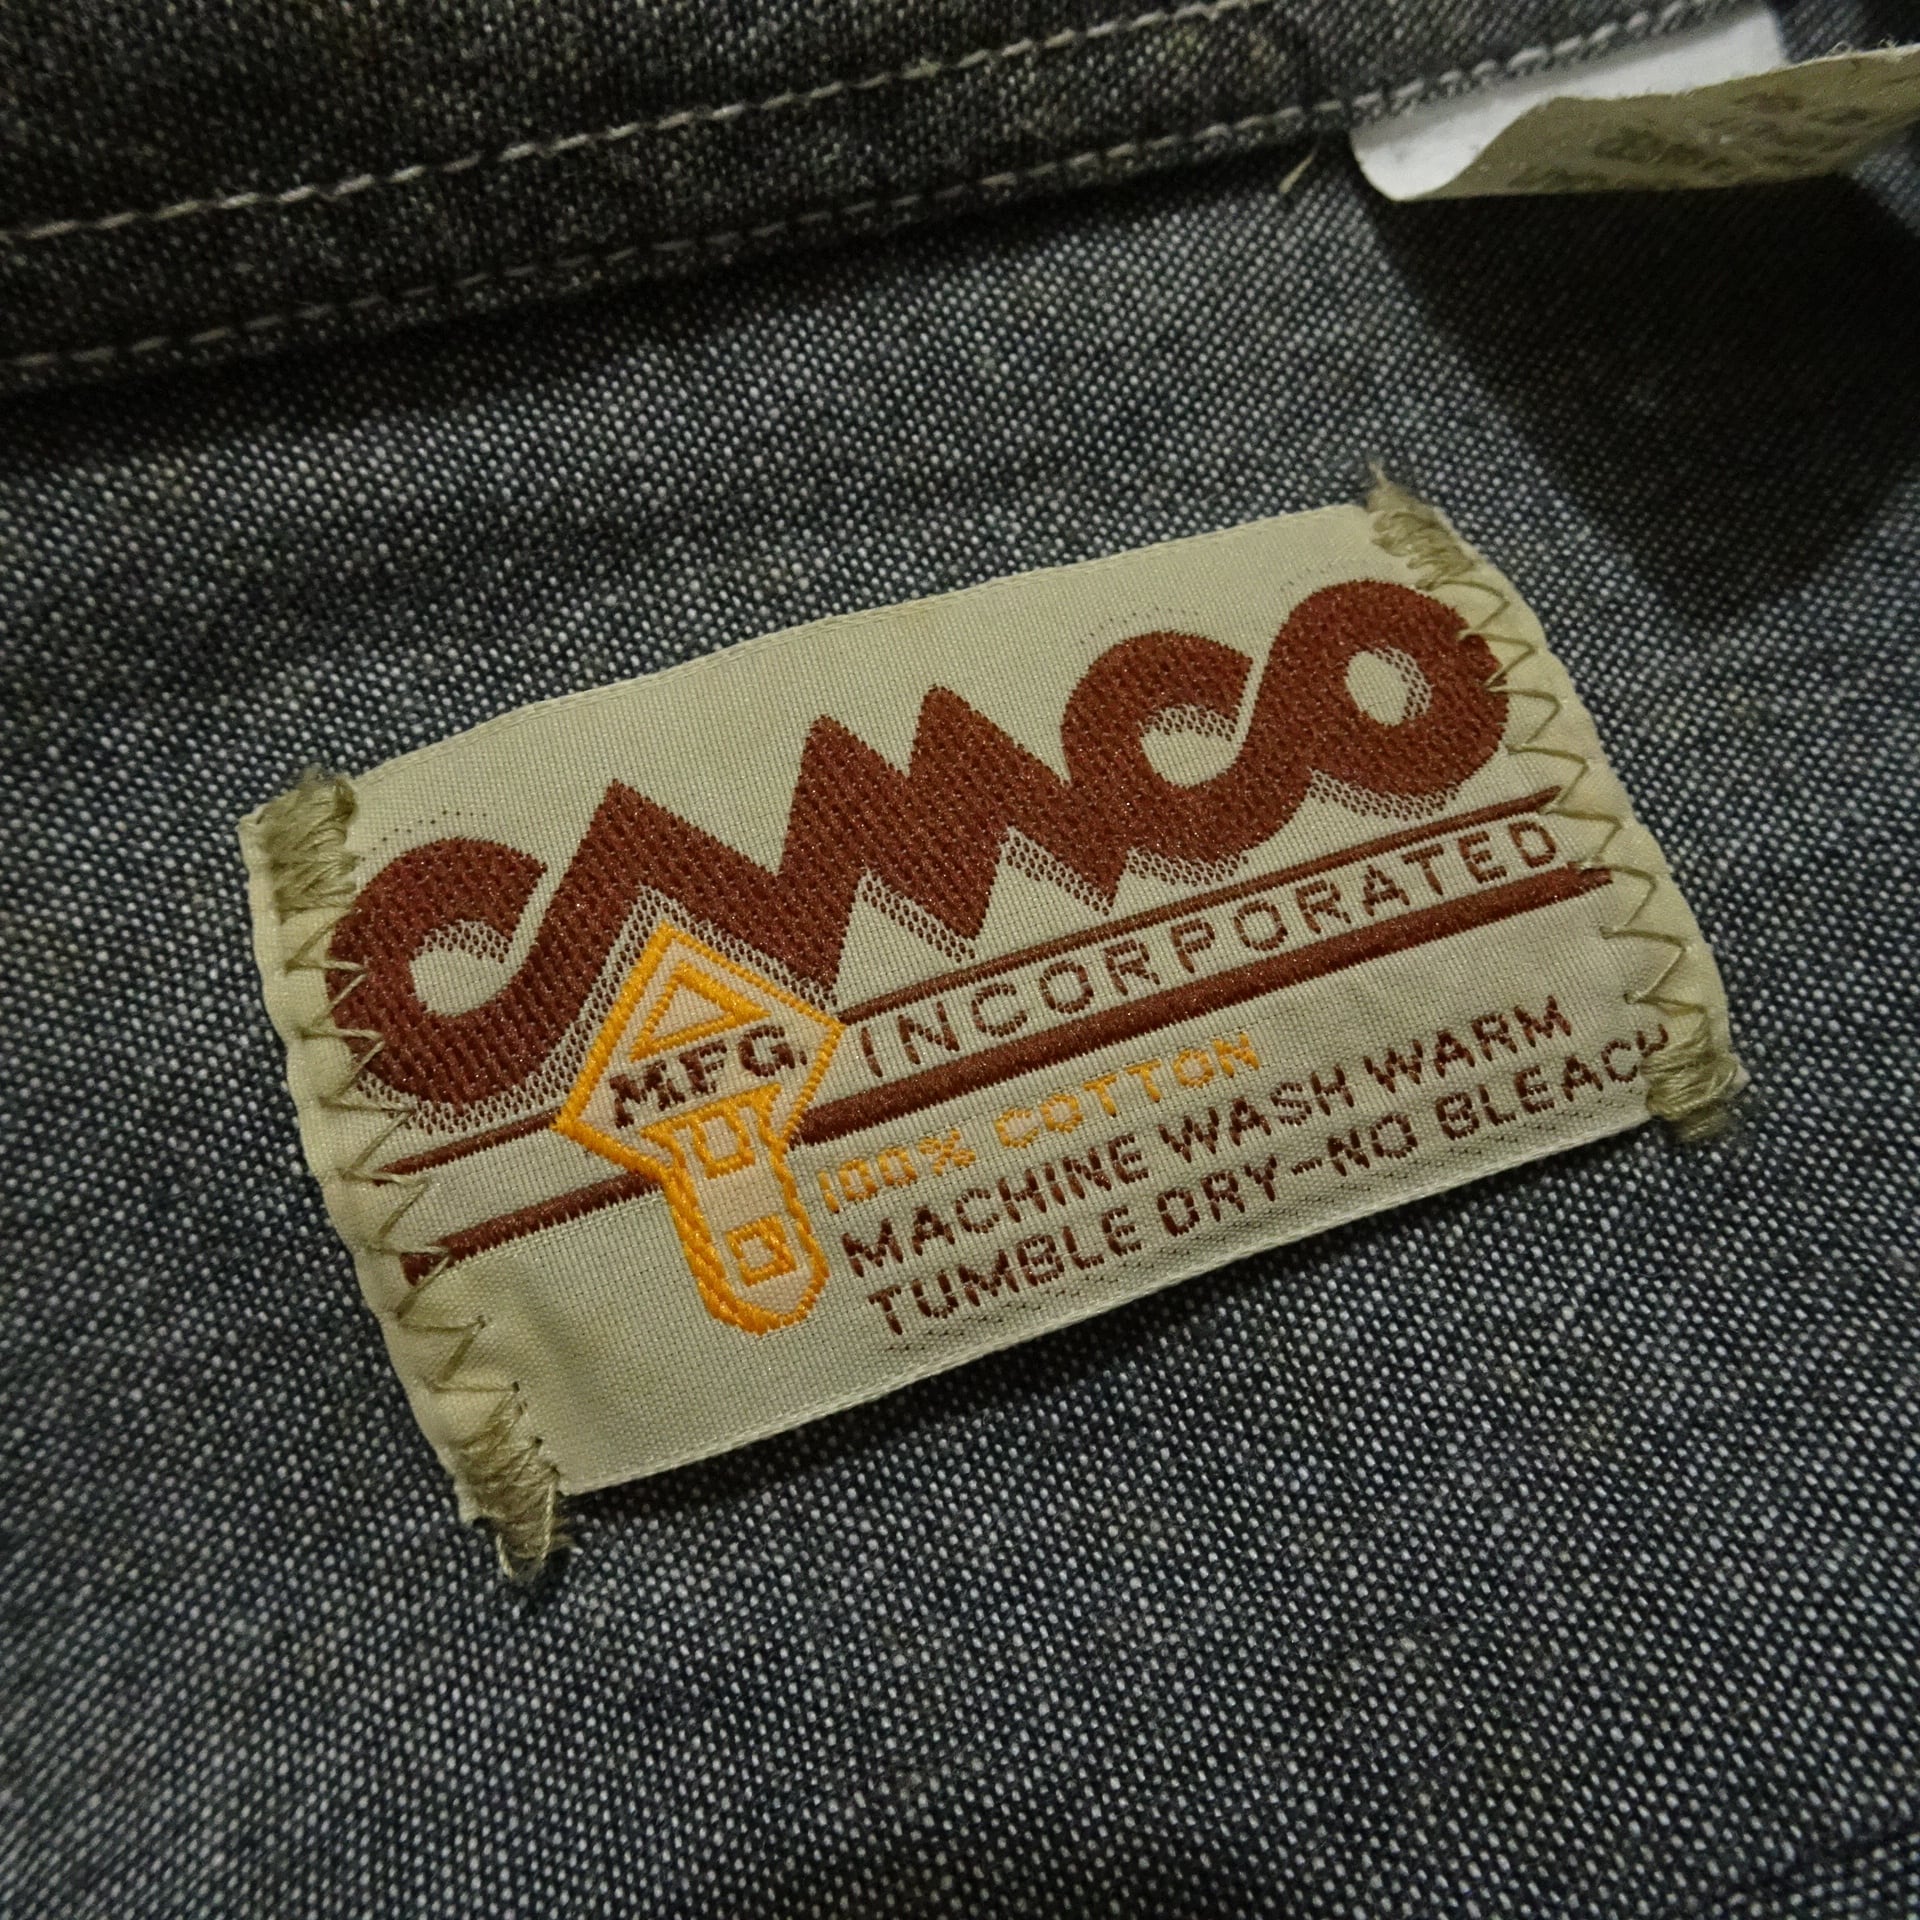 CAMCO
MFG. INCORPORATED
100% COTTON
MACHINE WASH WARM
TUMBLE DRY-NO BLEACH